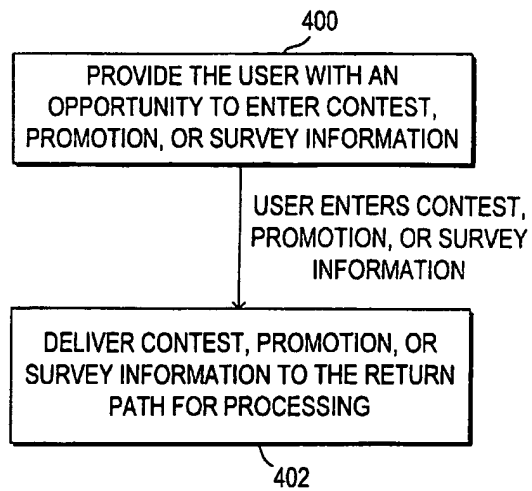 400
PROVIDE THE USER WITH AN
OPPORTUNITY TO ENTER CONTEST,
PROMOTION, OR SURVEY INFORMATION
USER ENTERS CONTEST,
PROMOTION, OR SURVEY
INFORMATION
DELIVER CONTEST, PROMOTION, OR
SURVEY INFORMATION TO THE RETURN
PATH FOR PROCESSING
402